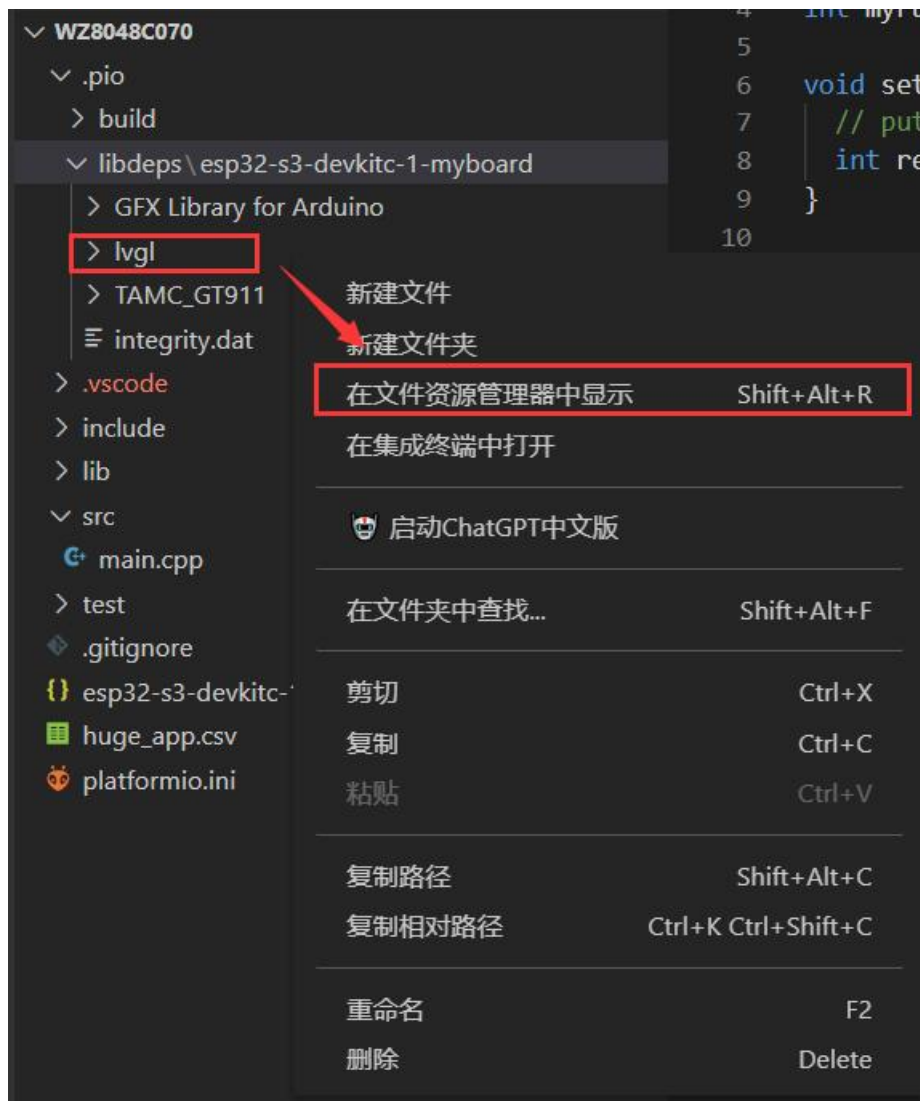 WZ8048C070
.pio
build
libdeps\esp32-s3-devkitc-1-myboard
GFX Library for Arduino
lvgl
TAMC_GT911
integrity.dat
.vscode
include
lib
src
main.cpp
test
.gitignore
esp32-s3-devkitc-
huge_app.csv
platformio.ini
4
5
6 void set
7 // put
8 int re
9 }
10
新建文件
新建文件夹
在文件资源管理器中显示 Shift+Alt+R
在集成终端中打开
启动ChatGPT中文版
在文件夹中查找... Shift+Alt+F
剪切 Ctrl+X
复制 Ctrl+C
粘贴 Ctrl+V
复制路径 Shift+Alt+C
复制相对路径 Ctrl+K Ctrl+Shift+C
重命名 F2
删除 Delete